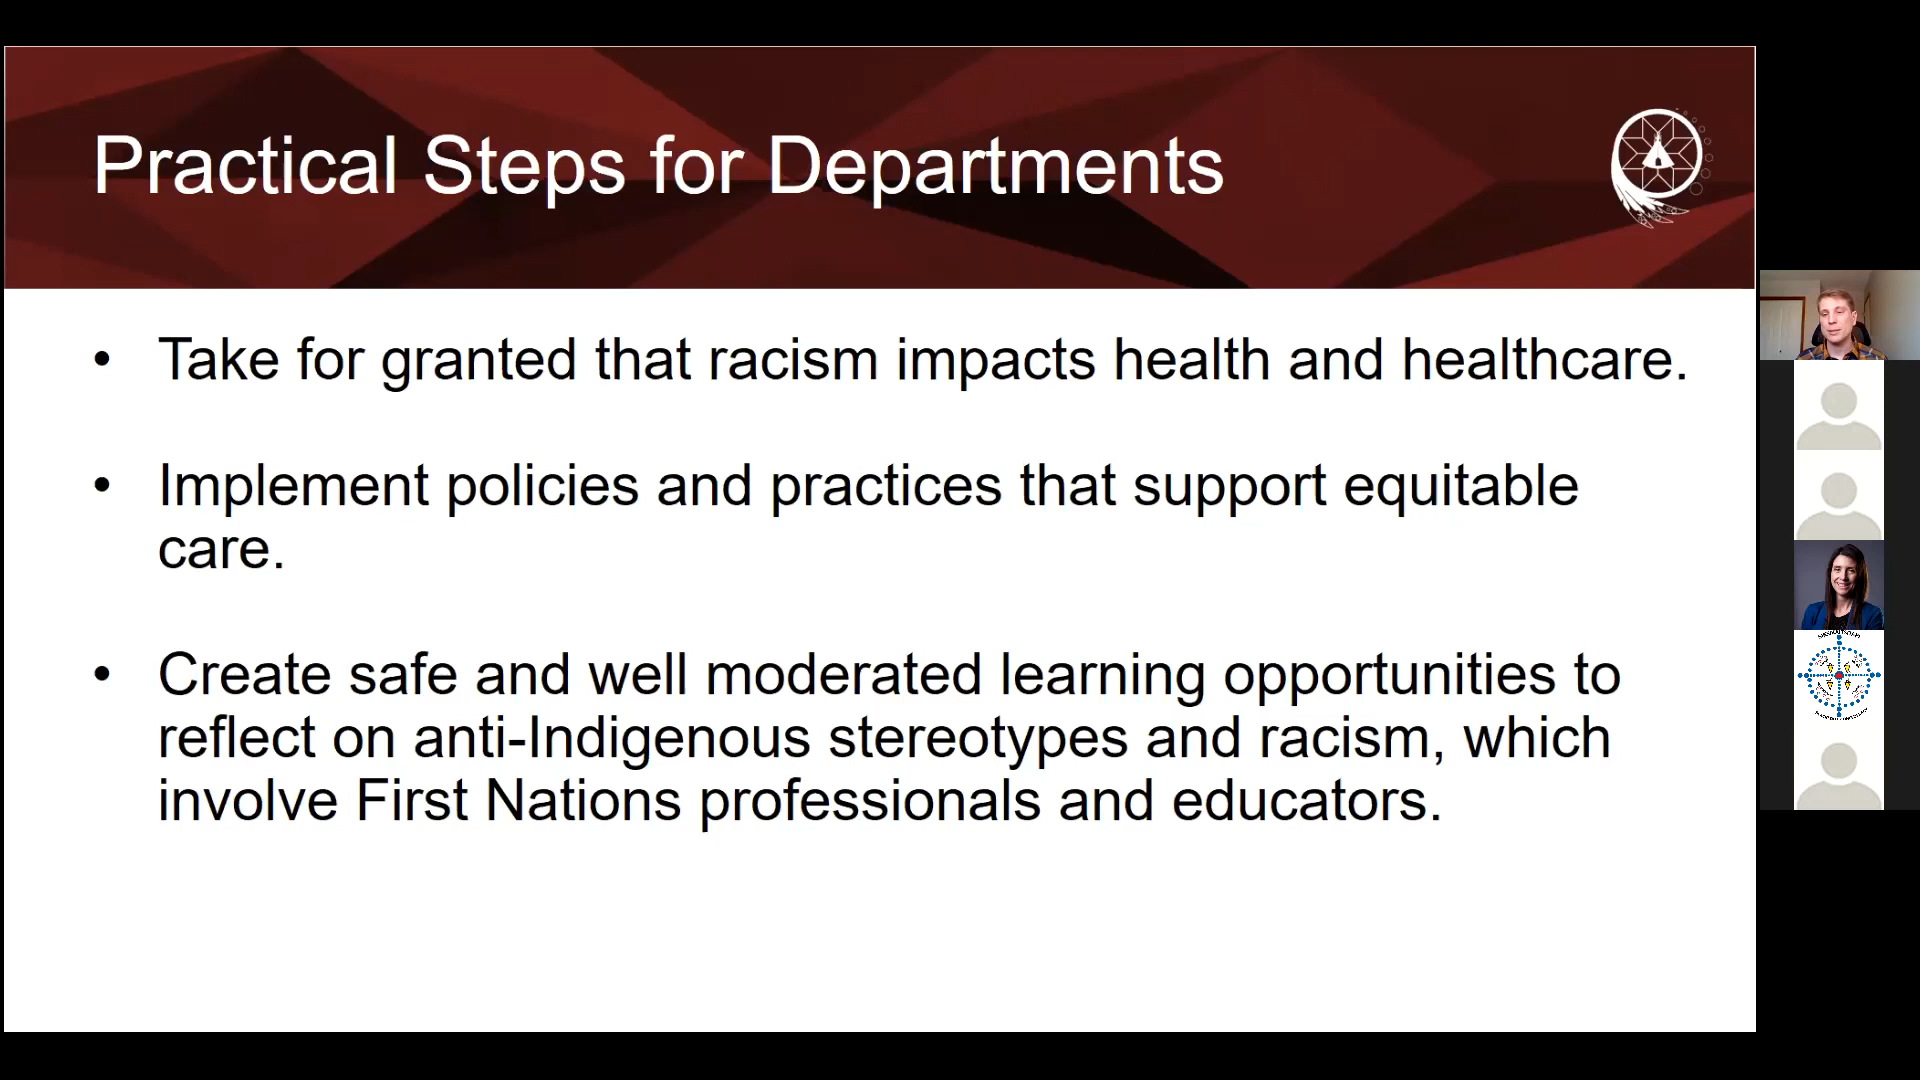 Practical Steps for Departments
• Take for granted that racism impacts health and healthcare.
• Implement policies and practices that support equitable
care.
• Create safe and well moderated learning opportunities to
reflect on anti-Indigenous stereotypes and racism, which
involve First Nations professionals and educators.